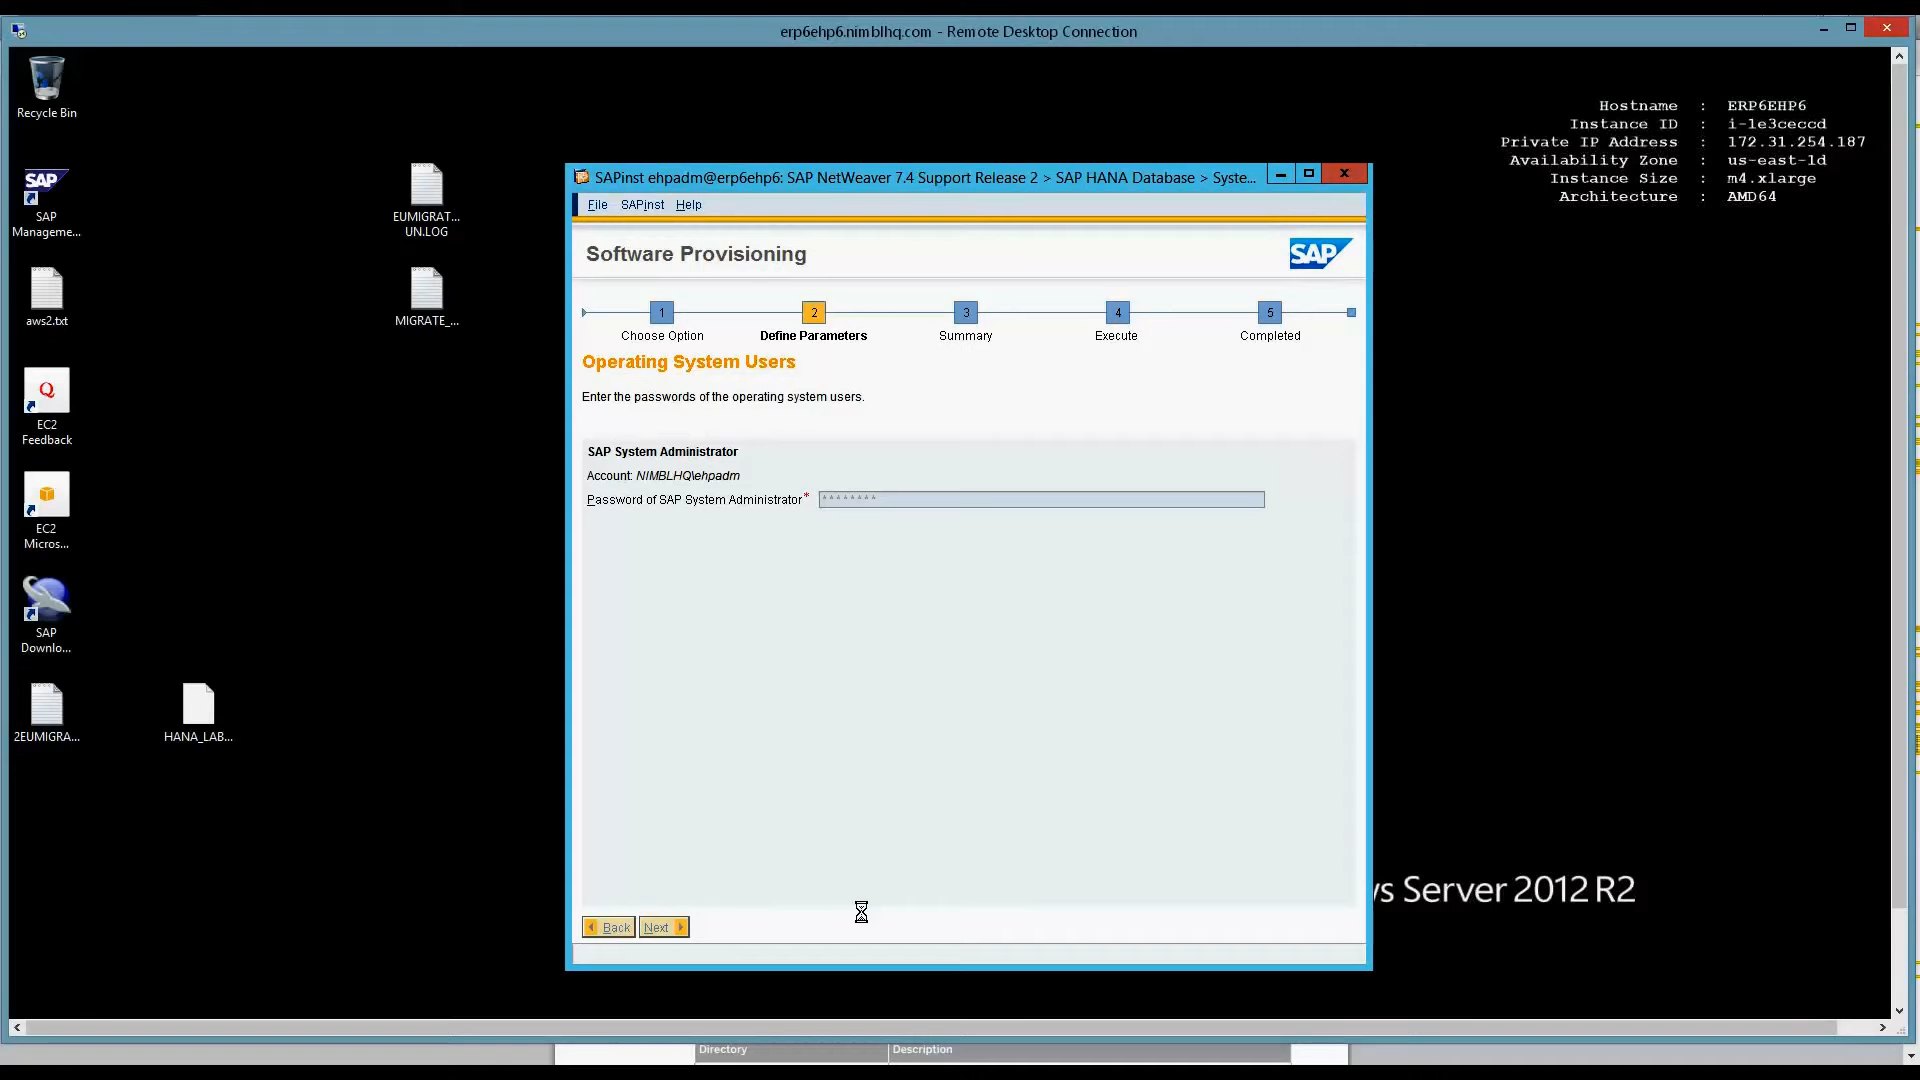 erp6ehp6.nimblhq.com - Remote Desktop Connection
Recycle Bin
Hostname : ERP6EHP6
Instance ID : i-1e3ceccd
Private IP Address : 172.31.254.187
Availability Zone : us-east-1d
Instance Size : m4.xlarge
Architecture : AMD64
SAP
SAP
Manageme...
EUMIGRAT...
UN.LOG
aws2.txt
MIGRATE_...
Q
EC2
Feedback
EC2
Micros...
SAP
Downlo...
2EUMIGRA...
HANA_LAB...
SAPinst ehpadm@erp6ehp6: SAP NetWeaver 7.4 Support Release 2 > SAP HANA Database > Syste...
File SAPinst Help
Software Provisioning
SAP
1 2 3 4 5
Choose Option Define Parameters Summary Execute Completed
Operating System Users
Enter the passwords of the operating system users.
SAP System Administrator
Account: NIMBLHQ\ehpadm
Password of SAP System Administrator* ********
Back Next
s Server 2012 R2
Directory Description